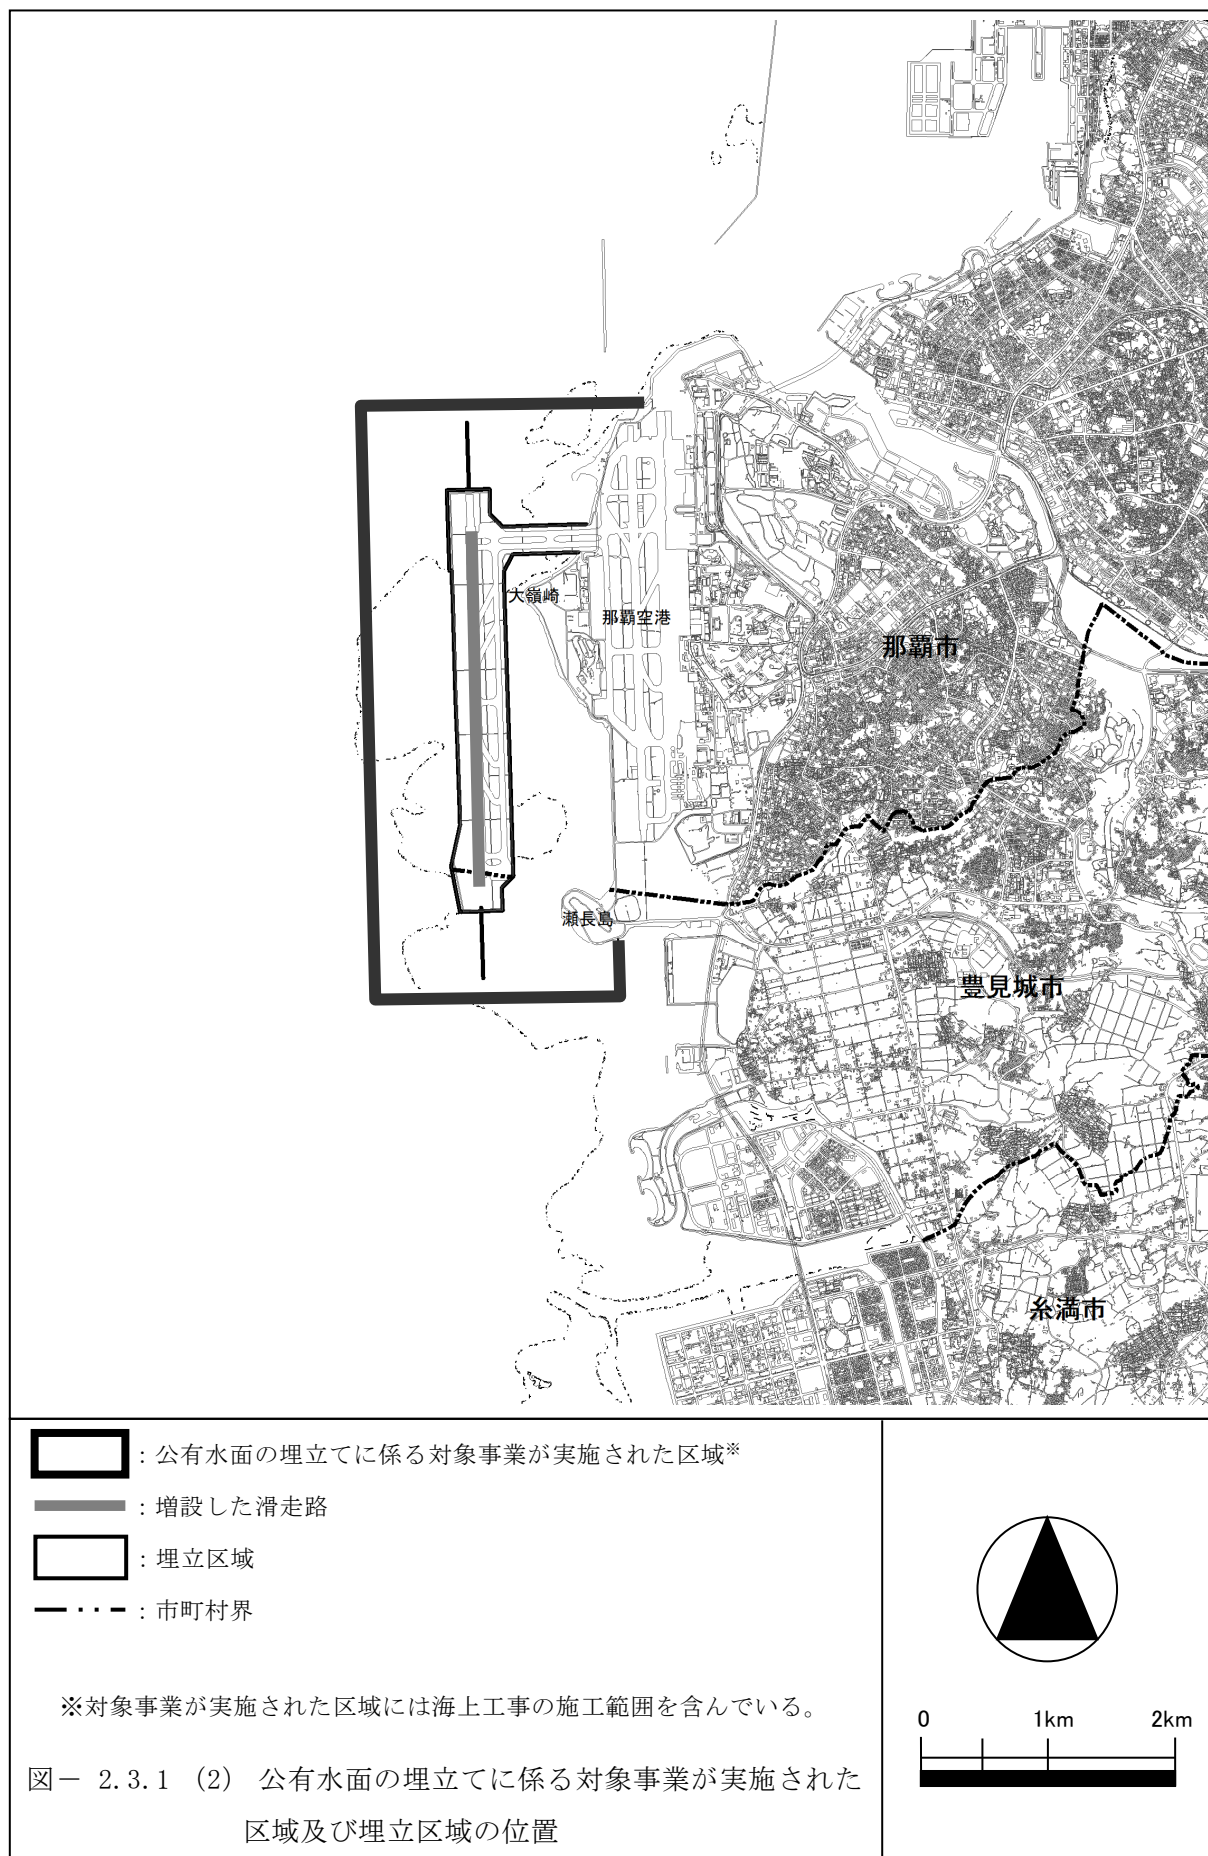 大嶺崎
那覇空港
那覇市
瀬長島
豊見城市
糸満市
：公有水面の埋立てに係る対象事業が実施された区域※
：増設した滑走路
：埋立区域
：市町村界
※対象事業が実施された区域には海上工事の施工範囲を含んでいる。
図－ 2.3.1 (2) 公有水面の埋立てに係る対象事業が実施された
区域及び埋立区域の位置
0 1km 2km